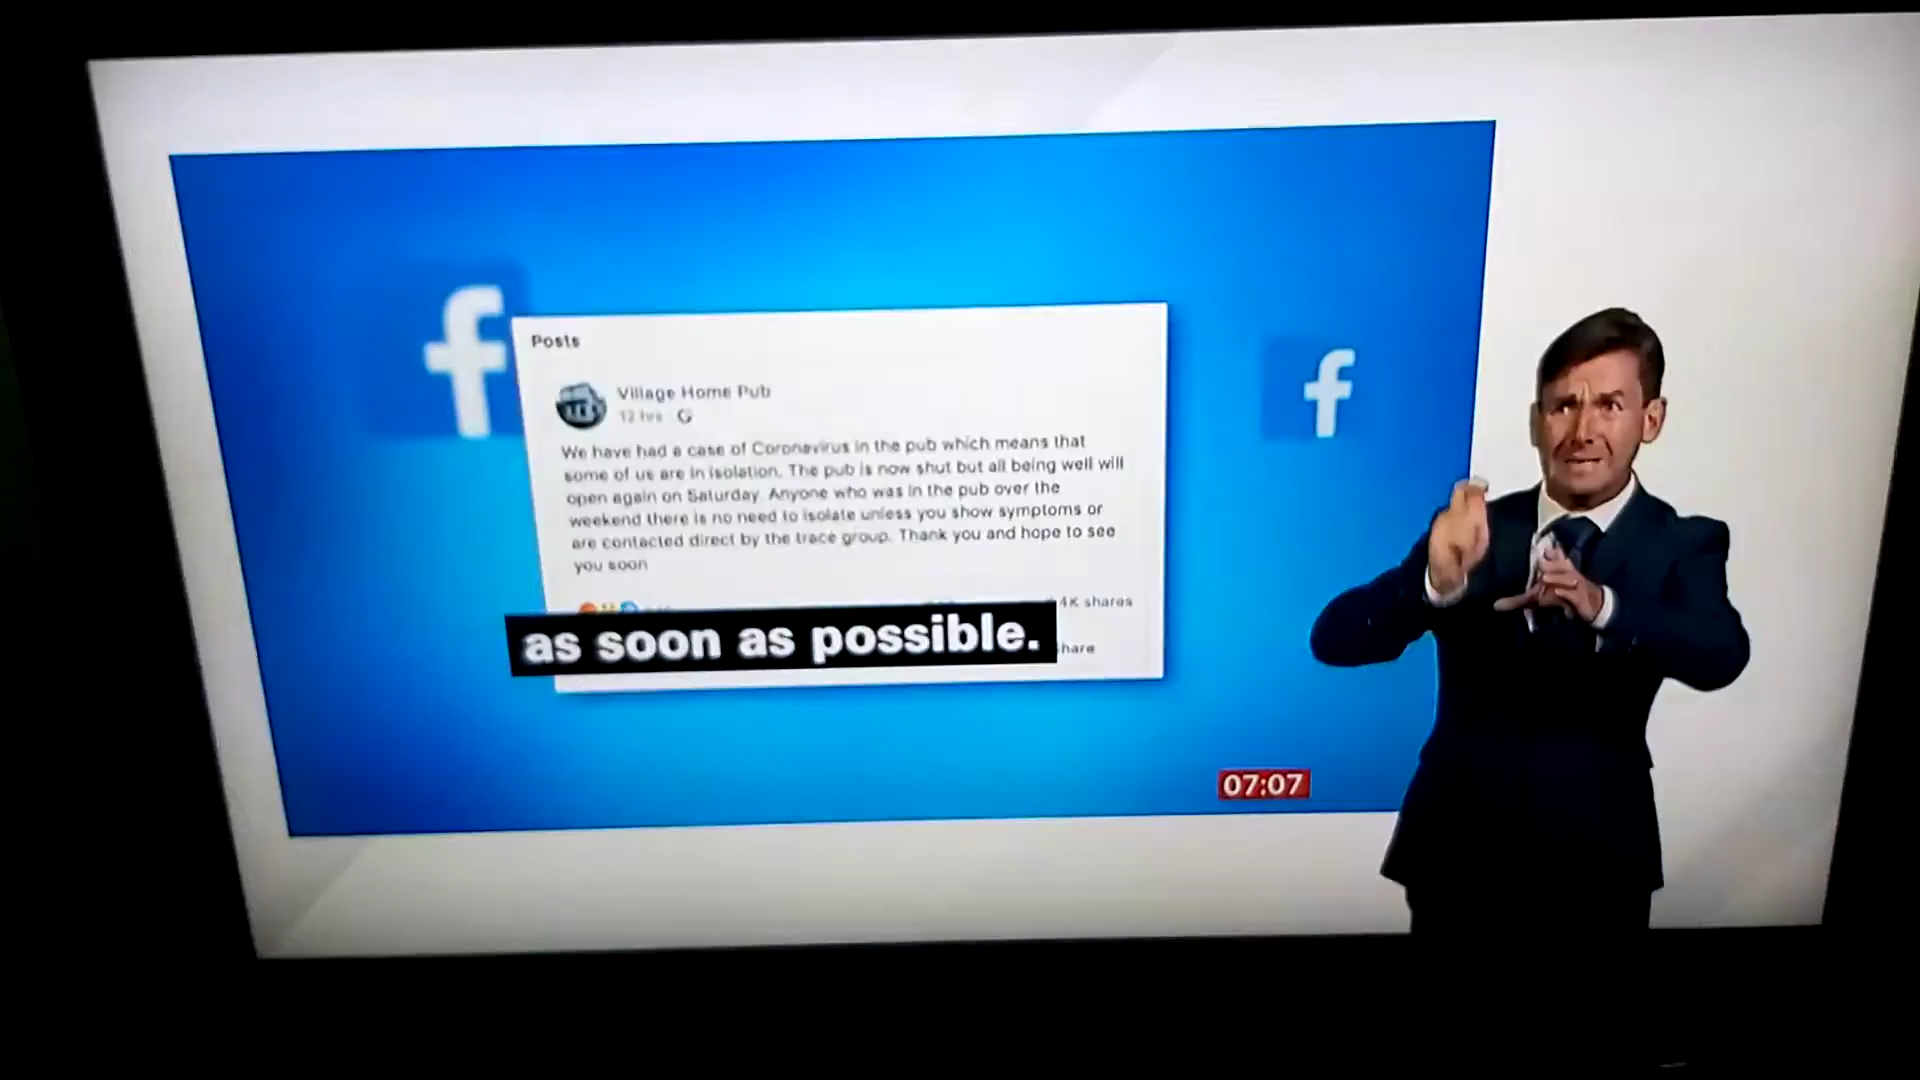 Posts
Village Home Pub
12 hrs
We have had a case of Coronavirus in the pub which means that
some of us are in isolation. The pub is now shut but all being well will
open again on Saturday. Anyone who was in the pub over the
weekend there is no need to isolate unless you show symptoms or
are contacted direct by the trace group. Thank you and hope to see
you soon
shares
as soon as possible.
07:07